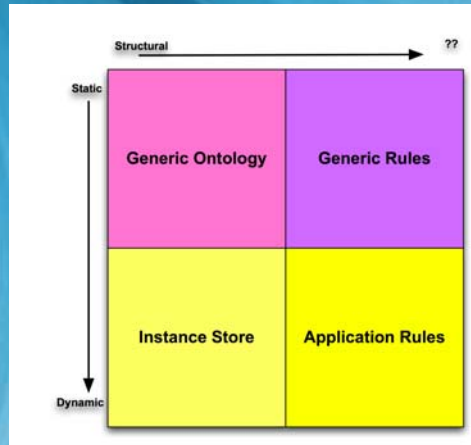 Structural
??
Static
Generic Ontology
Generic Rules
Instance Store
Application Rules
Dynamic